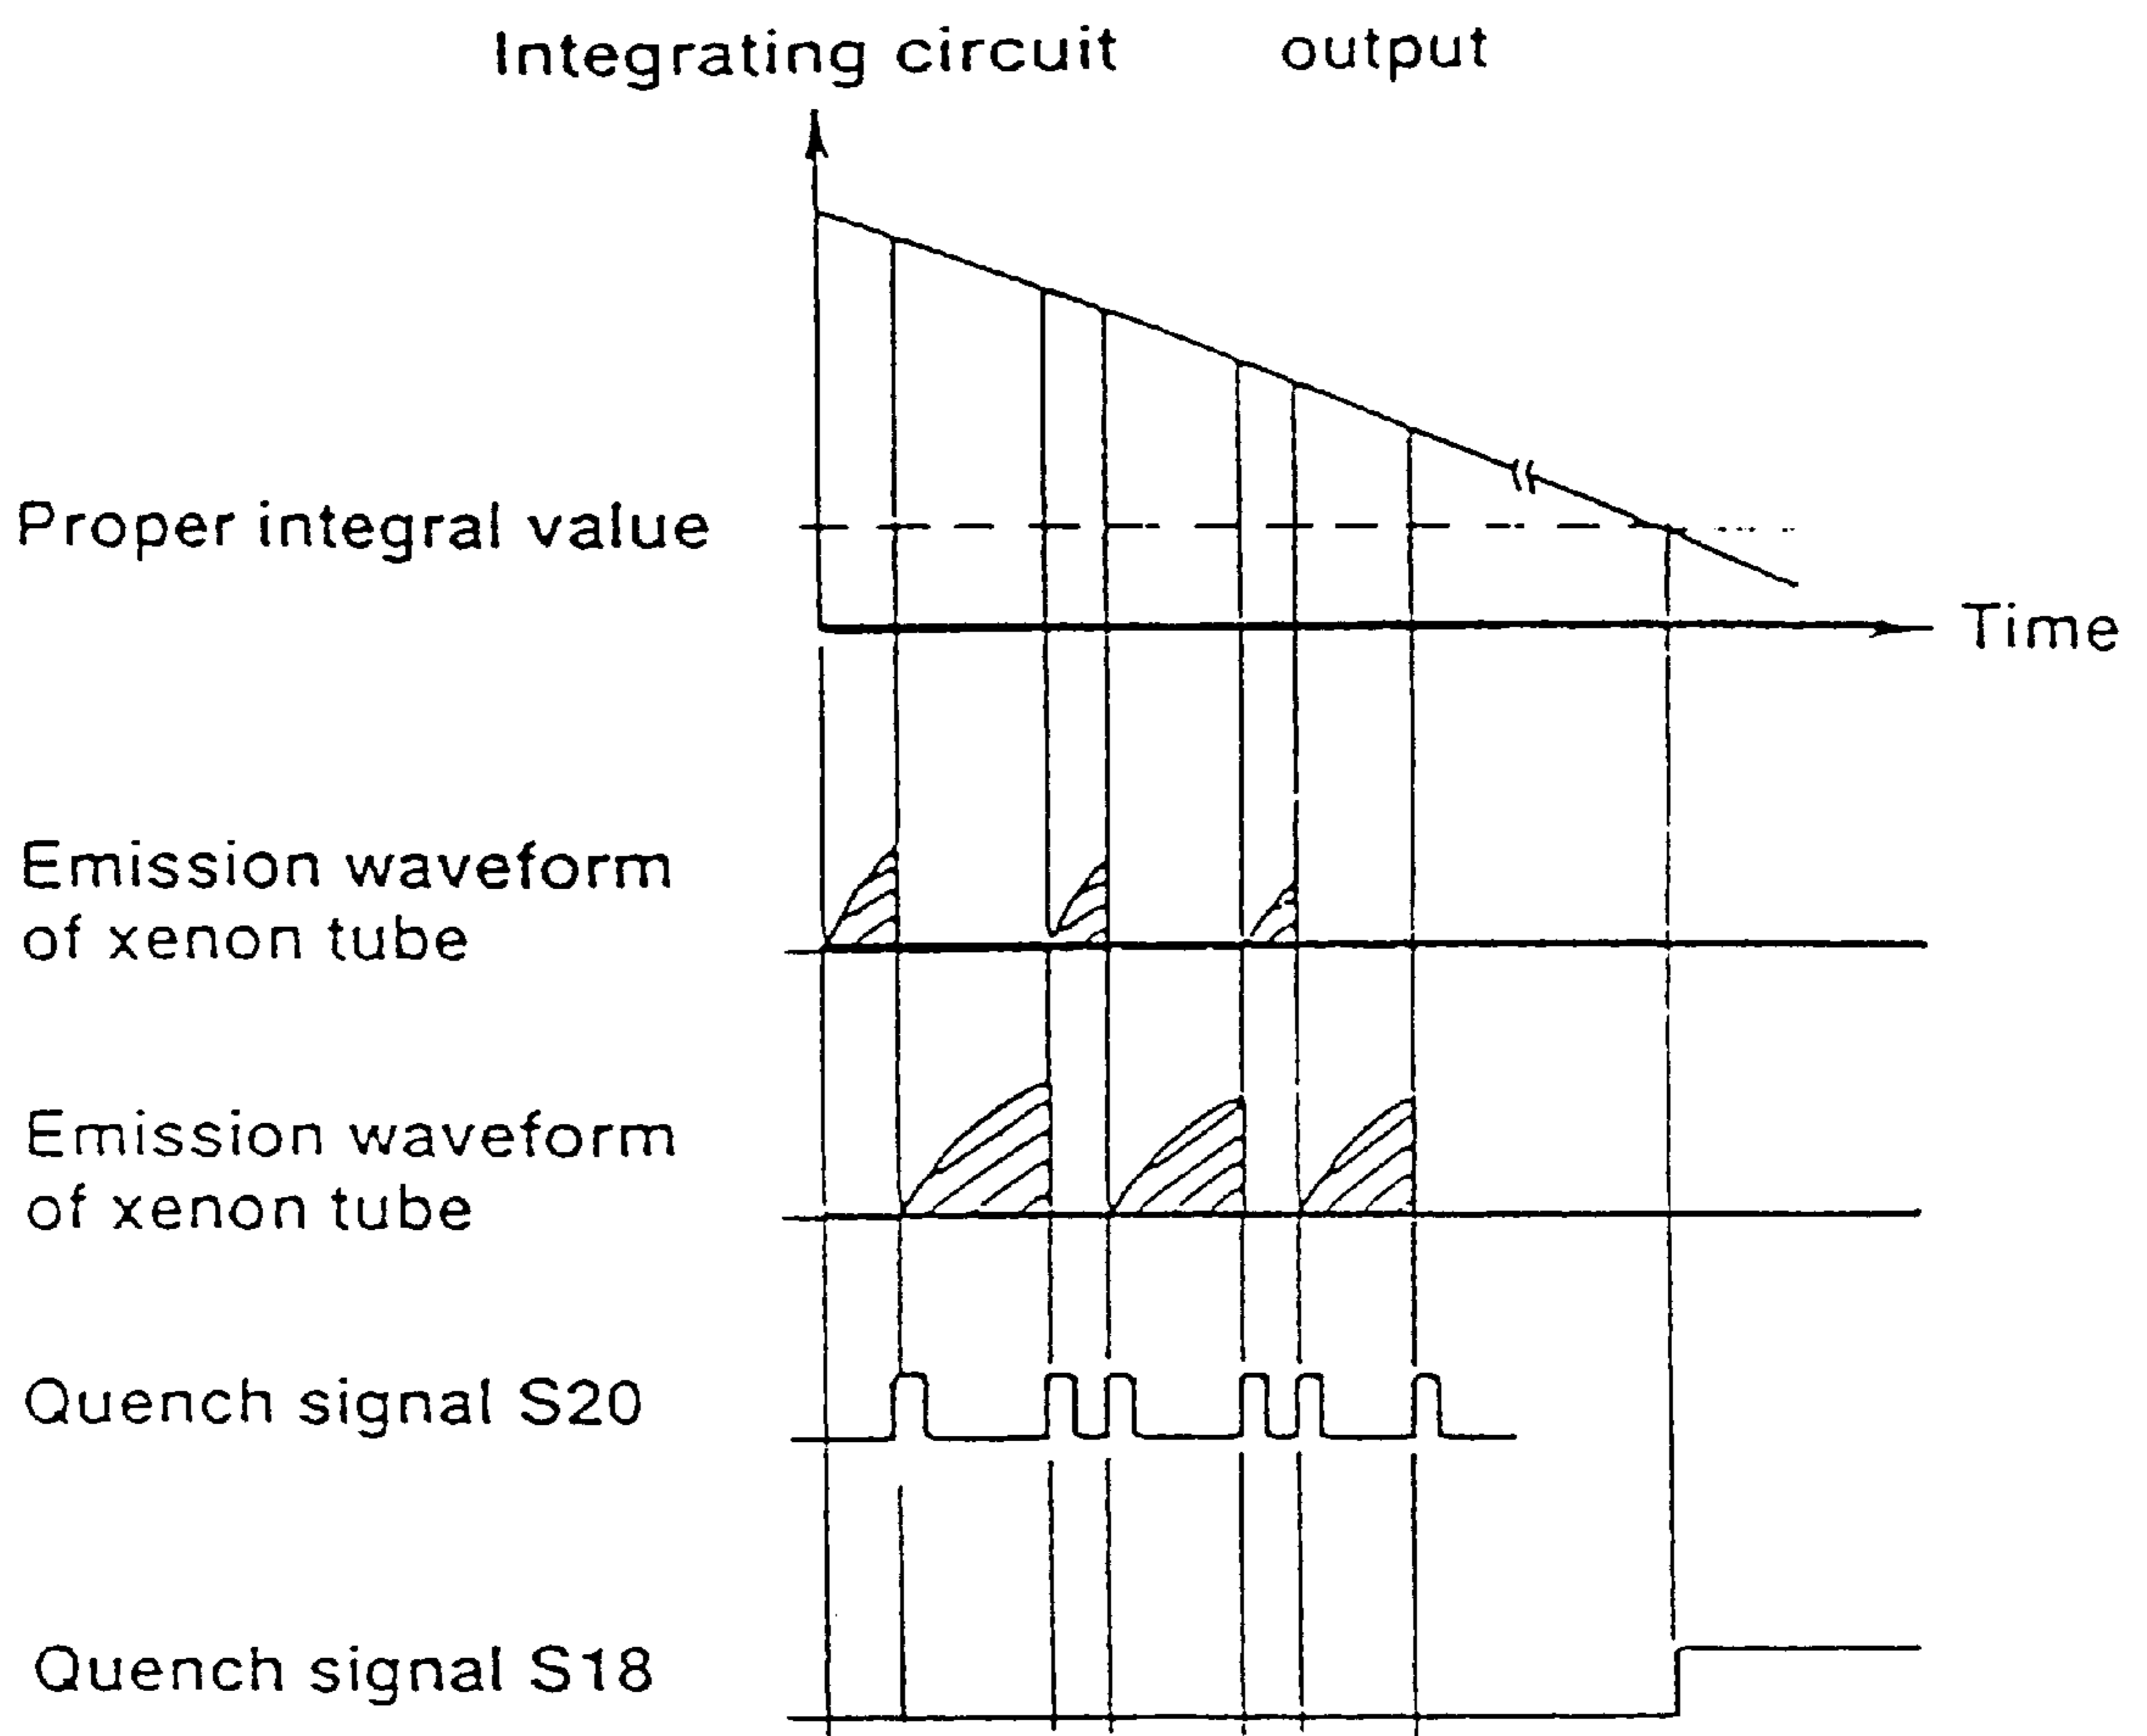 Integrating circuit output
Proper integral value
Time
Emission waveform
of xenon tube
Emission waveform
of xenon tube
Quench signal S20
Quench signal S18